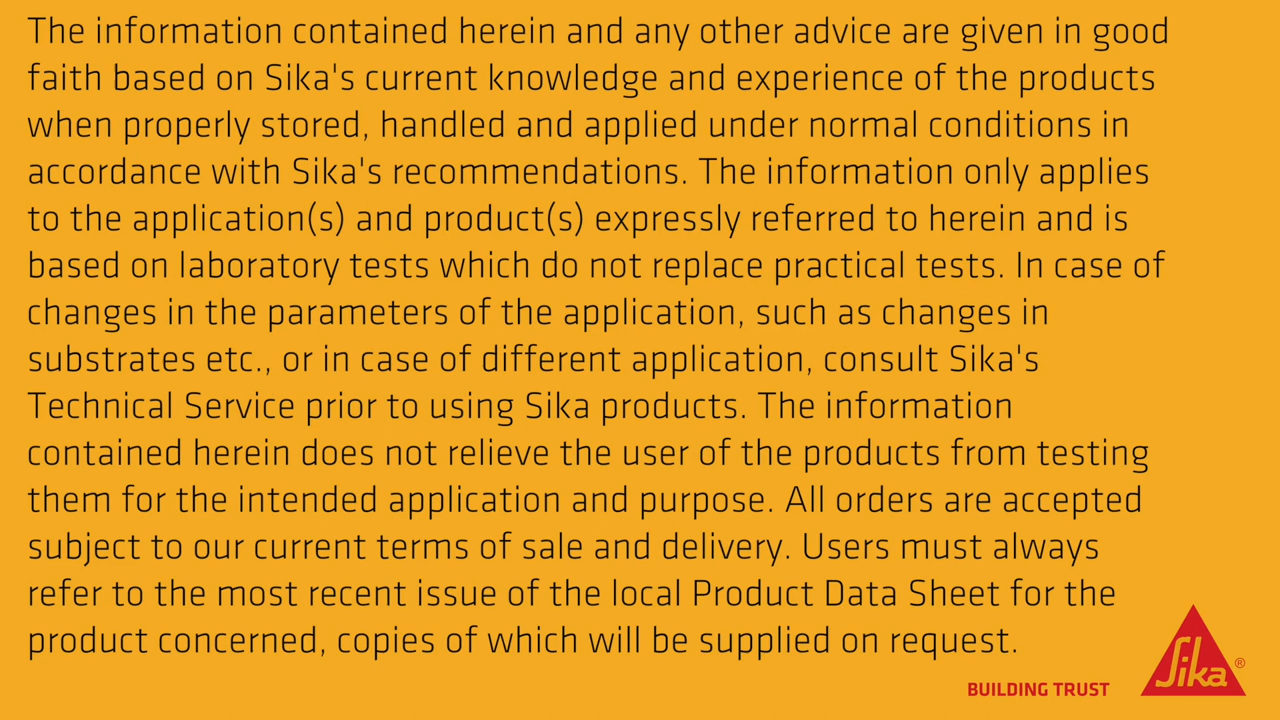 The information contained herein and any other advice are given in good
faith based on Sika's current knowledge and experience of the products
when properly stored, handled and applied under normal conditions in
accordance with Sika's recommendations. The information only applies
to the application(s) and product(s) expressly referred to herein and is
based on laboratory tests which do not replace practical tests. In case of
changes in the parameters of the application, such as changes in
substrates etc., or in case of different application, consult Sika's
Technical Service prior to using Sika products. The information
contained herein does not relieve the user of the products from testing
them for the intended application and purpose. All orders are accepted
subject to our current terms of sale and delivery. Users must always
refer to the most recent issue of the local Product Data Sheet for the
product concerned, copies of which will be supplied on request.
BUILDING TRUST
Sika®